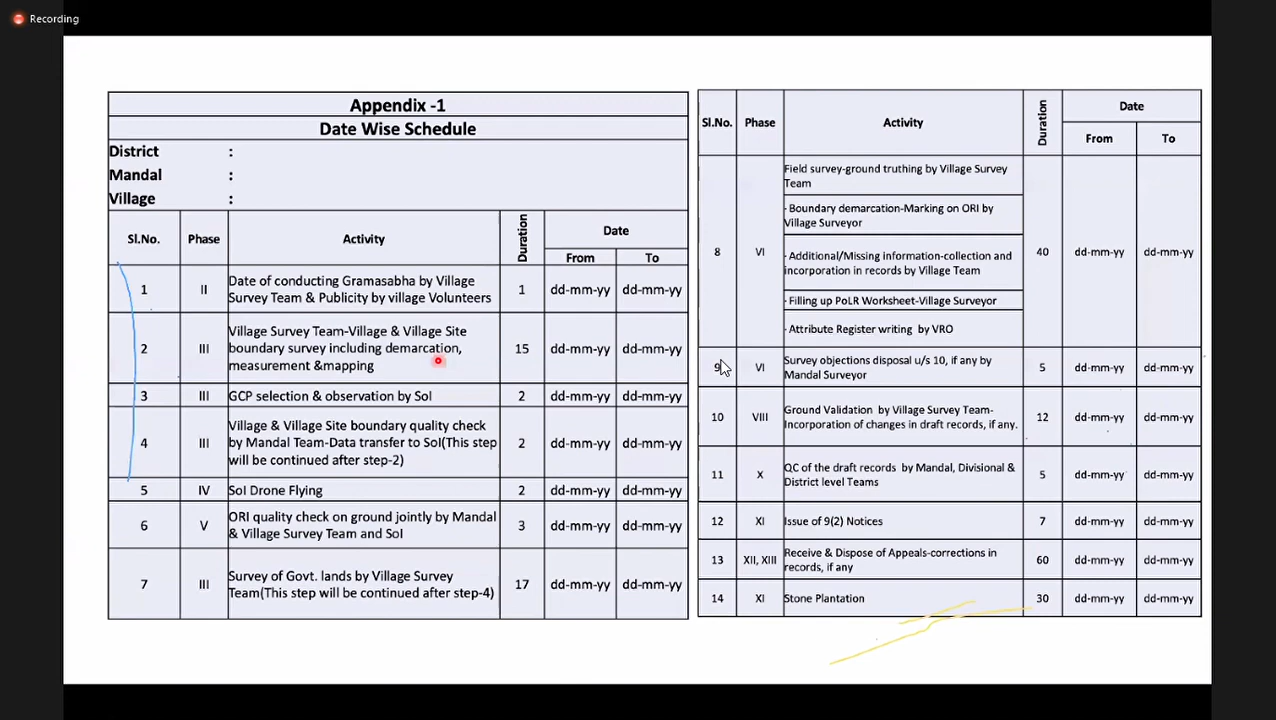 Recording
Appendix -1
Date Wise Schedule
District :
Mandal :
Village :
Sl.No. Phase Activity Duration Date
From To
1 II Date of conducting Gramasabha by Village 1 dd-mm-yy dd-mm-yy
Survey Team & Publicity by village Volunteers
2 III Village Survey Team-Village & Village Site 15 dd-mm-yy dd-mm-yy
boundary survey including demarcation,
measurement &mapping
3 III GCP selection & observation by SoI 2 dd-mm-yy dd-mm-yy
4 III Village & Village Site boundary quality check 2 dd-mm-yy dd-mm-yy
by Mandal Team-Data transfer to SoI(This step
will be continued after step-2)
5 IV SoI Drone Flying 2 dd-mm-yy dd-mm-yy
6 V ORI quality check on ground jointly by Mandal 3 dd-mm-yy dd-mm-yy
& Village Survey Team and SoI
7 III Survey of Govt. lands by Village Survey 17 dd-mm-yy dd-mm-yy
Team(This step will be continued after step-4)
Sl.No. Phase Activity Duration Date
From To
8 VI Field survey-ground truthing by Village Survey 40 dd-mm-yy dd-mm-yy
Team
· Boundary demarcation-Marking on ORI by
Village Surveyor
· Additional/Missing information-collection and
incorporation in records by Village Team
· Filling up PoLR Worksheet-Village Surveyor
· Attribute Register writing by VRO
9 VI Survey objections disposal u/s 10, if any by 5 dd-mm-yy dd-mm-yy
Mandal Surveyor
10 VIII Ground Validation by Village Survey Team- 12 dd-mm-yy dd-mm-yy
Incorporation of changes in draft records, if any.
11 X QC of the draft records by Mandal, Divisional & 5 dd-mm-yy dd-mm-yy
District level Teams
12 XI Issue of 9(2) Notices 7 dd-mm-yy dd-mm-yy
13 XII, XIII Receive & Dispose of Appeals-corrections in 60 dd-mm-yy dd-mm-yy
records, if any
14 XI Stone Plantation 30 dd-mm-yy dd-mm-yy